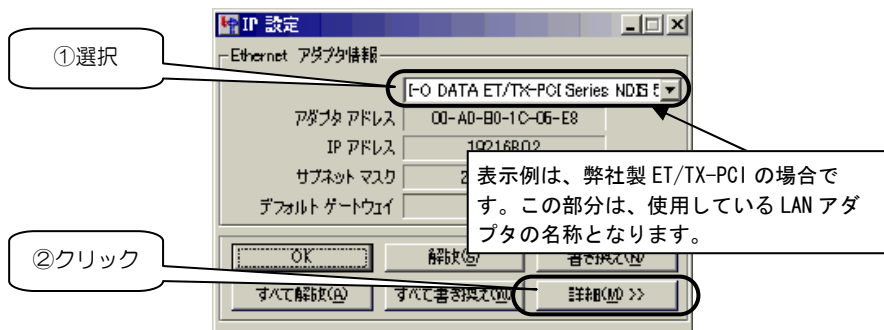 IP 設定
①選択
Ethernet アダプタ情報
I-O DATA ET/TX-PCI Series NDIS 5
アダプタ アドレス 00-A0-B0-1C-05-E8
IP アドレス 19216802
サブネット マスク 2
デフォルト ゲートウェイ
表示例は、弊社製 ET/TX-PCI の場合で
す。この部分は、使用している LAN アダ
プタの名称となります。
②クリック
OK 解放(S) 書き換え(N)
すべて解放(A) すべて書き換え(W) 詳細(M) >>